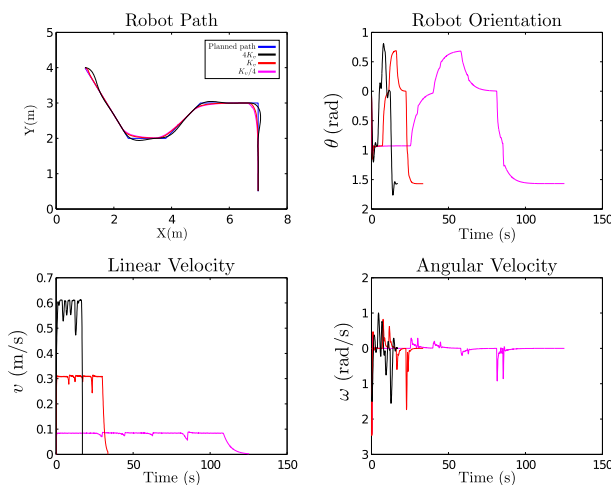 Robot Path
5
4
3
2
1
0
0 2 4 6 8
Y(m)
X(m)
Planned path
4Kᵥ
Kᵥ
Kᵥ/4
Robot Orientation
1
0.5
0
0.5
1
1.5
2
0 50 100 150
θ (rad)
Time (s)
Linear Velocity
0.7
0.6
0.5
0.4
0.3
0.2
0.1
0
0 50 100 150
v (m/s)
Time (s)
Angular Velocity
2
1
0
1
2
3
0 50 100 150
ω (rad/s)
Time (s)